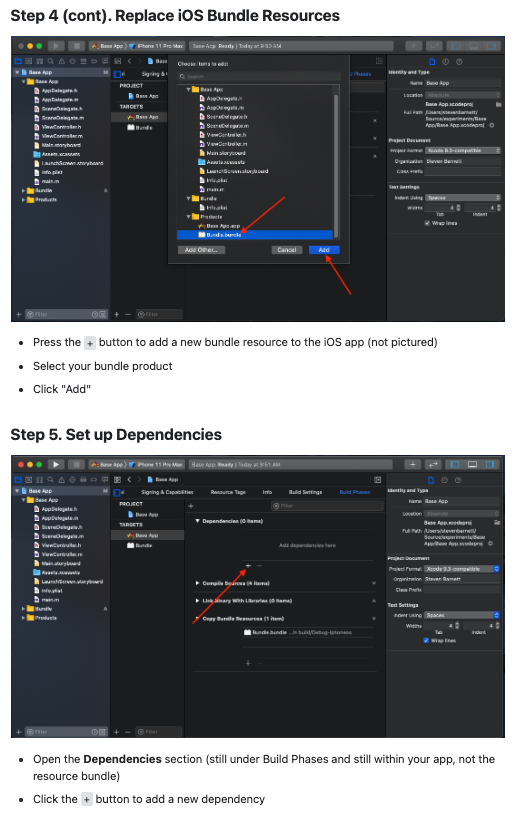 Step 4 (cont). Replace iOS Bundle Resources
Base App
iPhone 11 Pro Max
Base App: Ready | Today at 9:50 AM
Base App
Base App
AppDelegate.h
AppDelegate.m
SceneDelegate.h
SceneDelegate.m
ViewController.h
ViewController.m
Main.storyboard
Assets.xcassets
LaunchScreen.storyboard
Info.plist
main.m
Bundle
Products
Filter
Signing &
PROJECT
Base App
TARGETS
Base App
Bundle
Filter
Choose items to add:
Search
Base App
AppDelegate.h
AppDelegate.m
SceneDelegate.h
SceneDelegate.m
ViewController.h
ViewController.m
Main.storyboard
Assets.xcassets
LaunchScreen.storyboard
Info.plist
main.m
Bundle
Info.plist
Products
Base App.app
Bundle.bundle
Add Other...
Cancel
Add
Phases
Identity and Type
Name Base App
Location Absolute
Base App.xcodeproj
Full Path /Users/stevenbarnett/
Source/experiments/Base
App/Base App.xcodeproj
Project Document
Project Format Xcode 9.3-compatible
Organization Steven Barnett
Class Prefix
Text Settings
Indent Using Spaces
Widths 4 4
Tab Indent
Wrap lines
• Press the + button to add a new bundle resource to the iOS app (not pictured)
• Select your bundle product
• Click "Add"
Step 5. Set up Dependencies
Base App
iPhone 11 Pro Max
Base App: Ready | Today at 9:51 AM
Base App
Base App
AppDelegate.h
AppDelegate.m
SceneDelegate.h
SceneDelegate.m
ViewController.h
ViewController.m
Main.storyboard
Assets.xcassets
LaunchScreen.storyboard
Info.plist
main.m
Bundle
Products
Filter
Base App
Signing & Capabilities
Resource Tags
Info
Build Settings
Build Phases
PROJECT
Base App
TARGETS
Base App
Bundle
Filter
Filter
Dependencies (0 items)
Add dependencies here
Compile Sources (4 items)
Link Binary With Libraries (0 items)
Copy Bundle Resources (1 item)
Bundle.bundle ...in build/Debug-iphoneos
Identity and Type
Name Base App
Location Absolute
Base App.xcodeproj
Full Path /Users/stevenbarnett/
Source/experiments/Base
App/Base App.xcodeproj
Project Document
Project Format Xcode 9.3-compatible
Organization Steven Barnett
Class Prefix
Text Settings
Indent Using Spaces
Widths 4 4
Tab Indent
Wrap lines
• Open the Dependencies section (still under Build Phases and still within your app, not the
resource bundle)
• Click the + button to add a new dependency